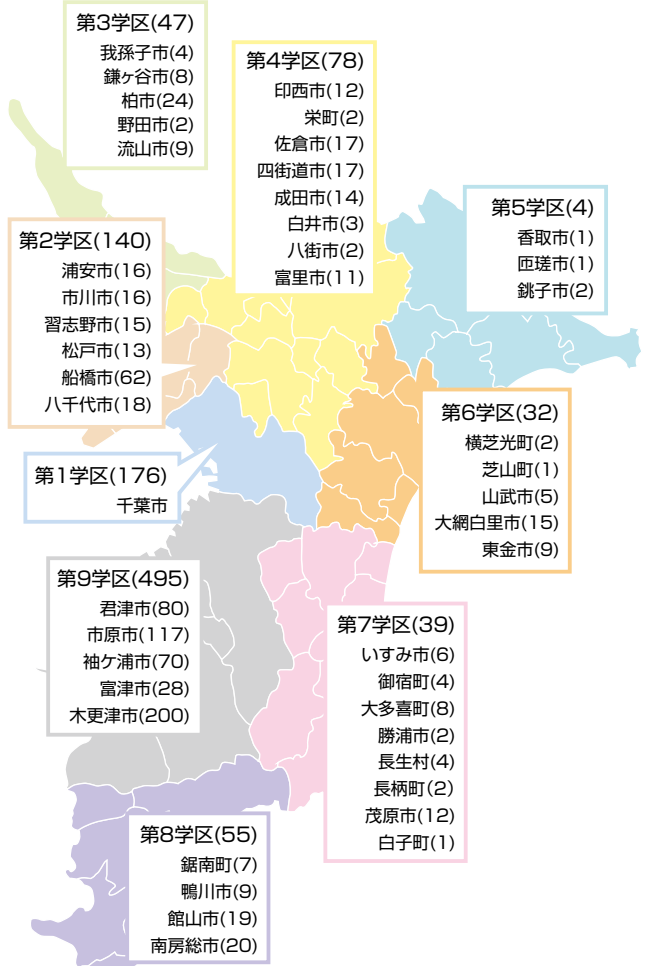 第3学区(47)
我孫子市(4)
鎌ヶ谷市(8)
柏市(24)
野田市(2)
流山市(9)
第4学区(78)
印西市(12)
栄町(2)
佐倉市(17)
四街道市(17)
成田市(14)
白井市(3)
八街市(2)
富里市(11)
第5学区(4)
香取市(1)
匝瑳市(1)
銚子市(2)
第2学区(140)
浦安市(16)
市川市(16)
習志野市(15)
松戸市(13)
船橋市(62)
八千代市(18)
第6学区(32)
横芝光町(2)
芝山町(1)
山武市(5)
大網白里市(15)
東金市(9)
第1学区(176)
千葉市
第9学区(495)
君津市(80)
市原市(117)
袖ケ浦市(70)
富津市(28)
木更津市(200)
第7学区(39)
いすみ市(6)
御宿町(4)
大多喜町(8)
勝浦市(2)
長生村(4)
長柄町(2)
茂原市(12)
白子町(1)
第8学区(55)
鋸南町(7)
鴨川市(9)
館山市(19)
南房総市(20)